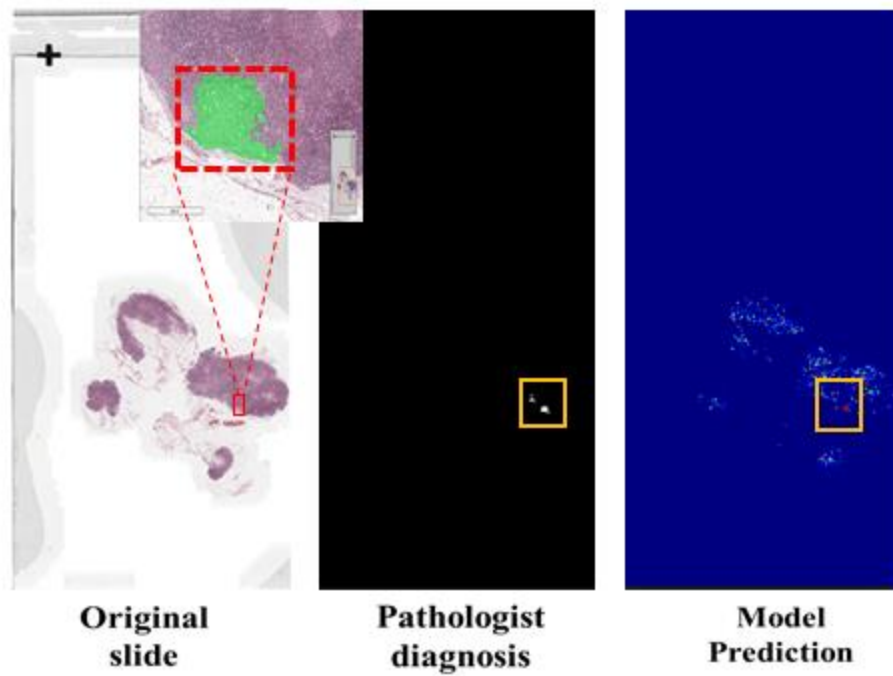 Original
slide
Pathologist
diagnosis
Model
Prediction